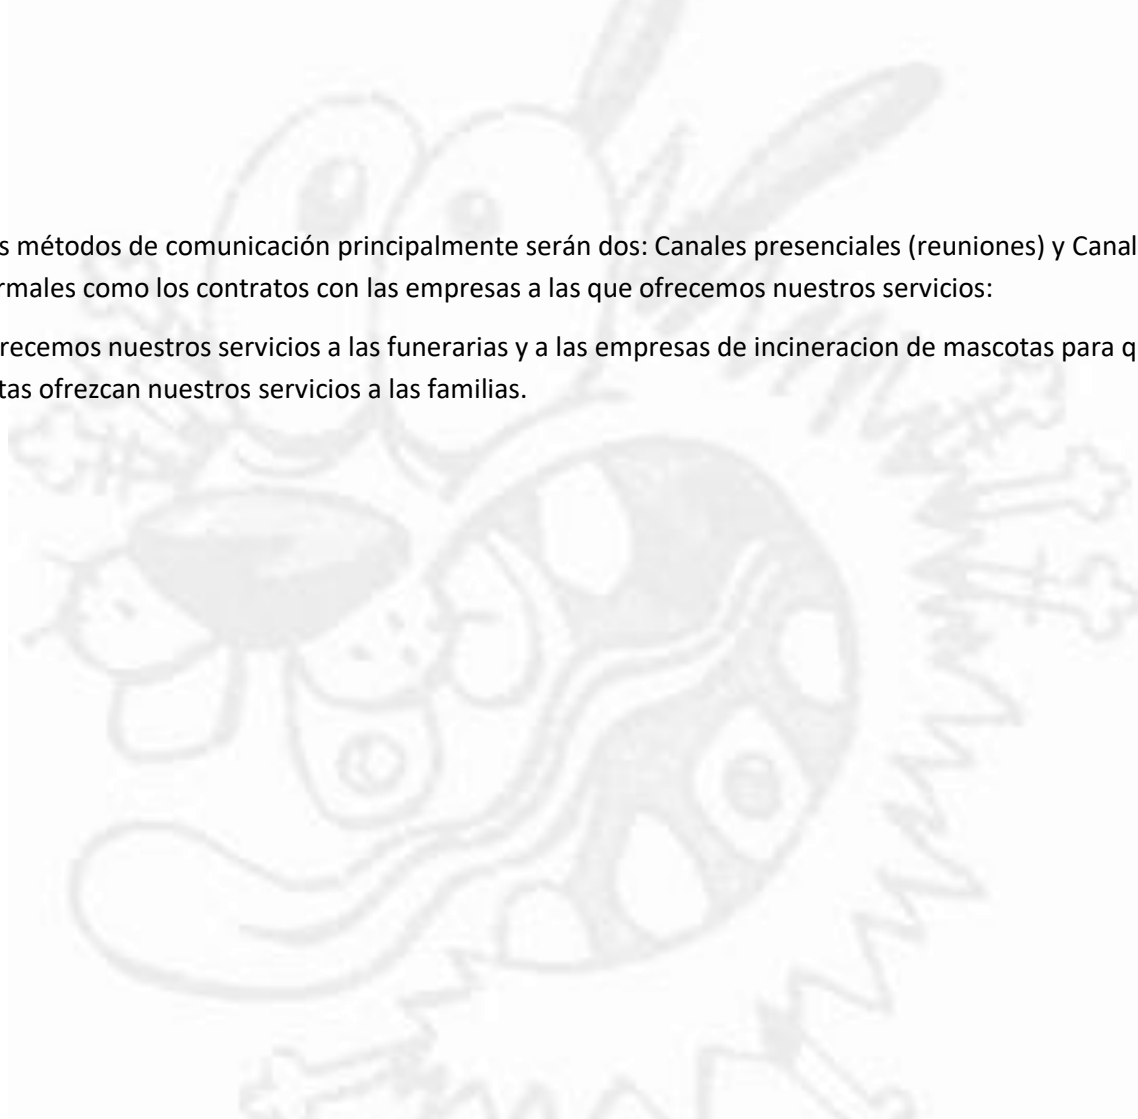 s métodos de comunicación principalmente serán dos: Canales presenciales (reuniones) y Canal
rmales como los contratos con las empresas a las que ofrecemos nuestros servicios:
recemos nuestros servicios a las funerarias y a las empresas de incineracion de mascotas para q
tas ofrezcan nuestros servicios a las familias.